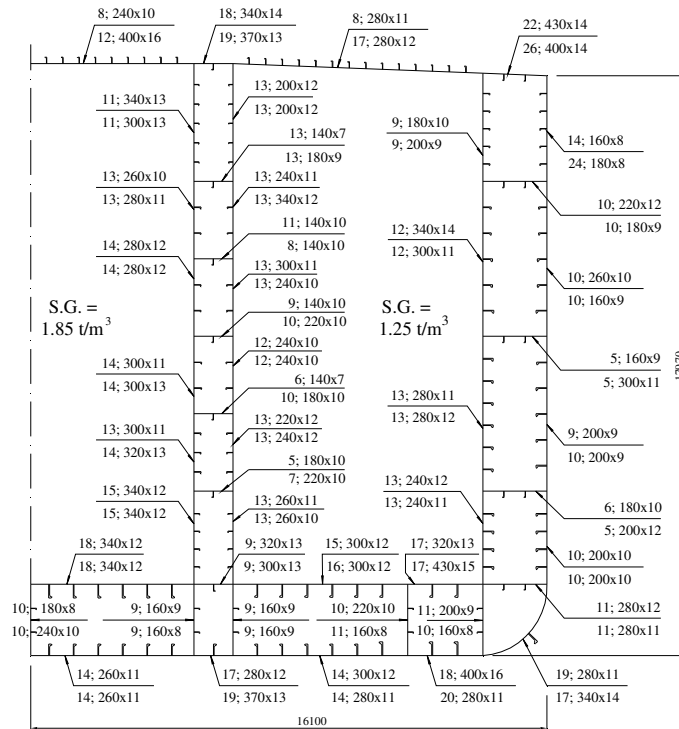 8; 240x10
12; 400x16
18; 340x14
19; 370x13
8; 280x11
17; 280x12
22; 430x14
26; 400x14
11; 340x13
11; 300x13
13; 200x12
13; 200x12
9; 180x10
9; 200x9
14; 160x8
24; 180x8
13; 140x7
13; 180x9
13; 260x10
13; 280x11
13; 240x11
13; 340x12
10; 220x12
10; 180x9
11; 140x10
8; 140x10
12; 340x14
12; 300x11
14; 280x12
14; 280x12
13; 300x11
13; 240x10
10; 260x10
10; 160x9
S.G. =
1.85 t/m³
9; 140x10
10; 220x10
S.G. =
1.25 t/m³
12; 240x10
12; 240x10
5; 160x9
5; 300x11
14; 300x11
14; 300x13
6; 140x7
10; 180x10
13; 280x11
13; 280x12
13; 300x11
14; 320x13
13; 220x12
13; 240x12
9; 200x9
10; 200x9
5; 180x10
7; 220x10
13; 240x12
13; 240x11
15; 340x12
15; 340x12
13; 260x11
13; 260x10
6; 180x10
5; 200x12
18; 340x12
18; 340x12
9; 320x13
9; 300x13
15; 300x12
16; 300x12
17; 320x13
17; 430x15
10; 200x10
10; 200x10
10; 180x8
10; 240x10
9; 160x9
9; 160x8
9; 160x9
9; 160x9
10; 220x10
11; 160x8
11; 200x9
10; 160x8
11; 280x12
11; 280x11
14; 260x11
14; 260x11
17; 280x12
19; 370x13
14; 300x12
14; 280x11
18; 400x16
20; 280x11
19; 280x11
17; 340x14
16100